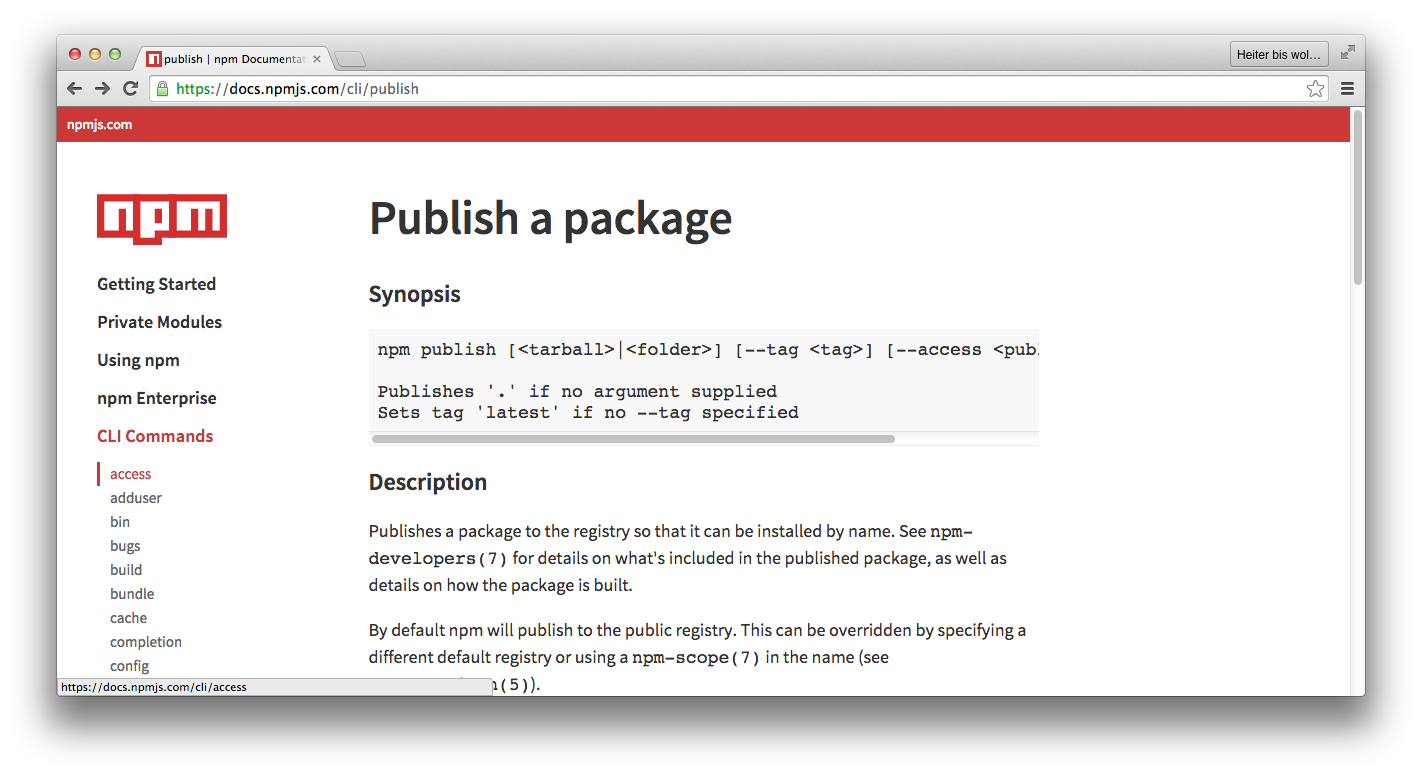 publish | npm Documentat
Heiter bis wol...
https://docs.npmjs.com/cli/publish
npmjs.com
npm
Getting Started
Private Modules
Using npm
npm Enterprise
CLI Commands
access
adduser
bin
bugs
build
bundle
cache
completion
config
Publish a package
Synopsis
npm publish [<tarball>|<folder>] [--tag <tag>] [--access <publ
Publishes '.' if no argument supplied
Sets tag 'latest' if no --tag specified
Description
Publishes a package to the registry so that it can be installed by name. See npm-
developers(7) for details on what's included in the published package, as well as
details on how the package is built.
By default npm will publish to the public registry. This can be overridden by specifying a
different default registry or using a npm-scope(7) in the name (see
n(5)).
https://docs.npmjs.com/cli/access